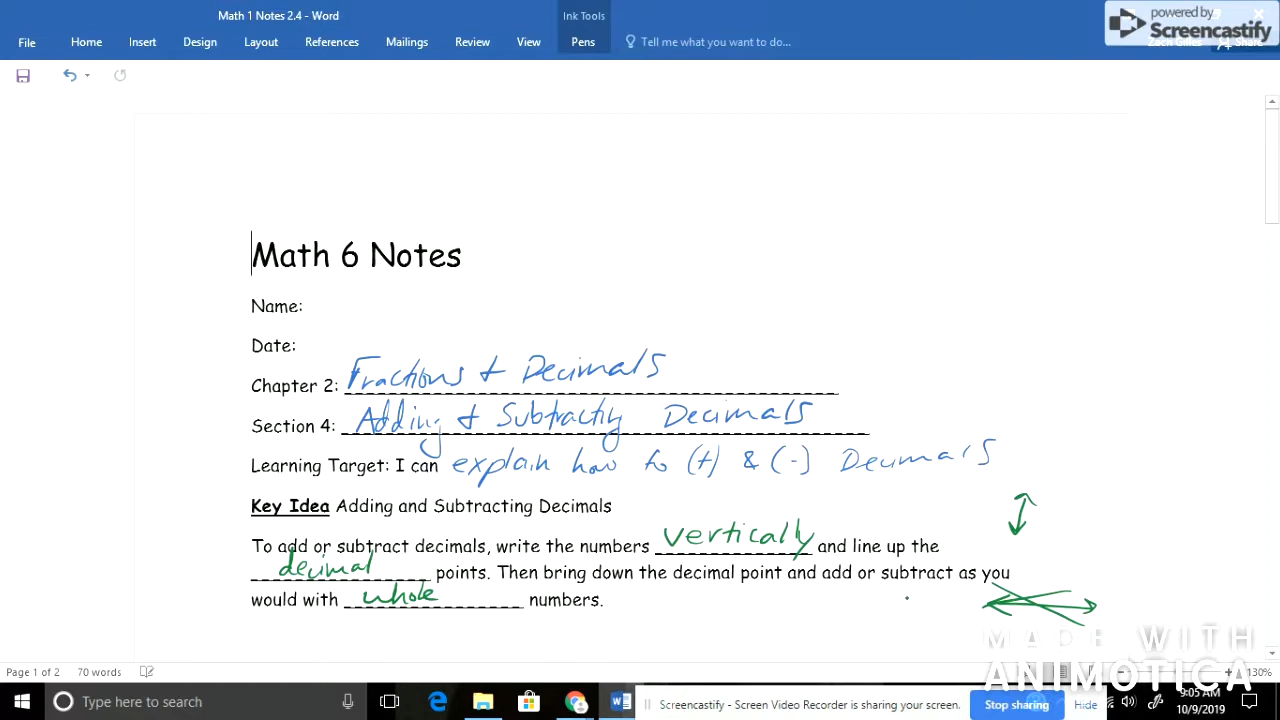 Math 1 Notes 2.4 - Word
Ink Tools
powered by
Screencastify
File Home Insert Design Layout References Mailings Review View Pens Tell me what you want to do...
Share
Math 6 Notes
Name:
Date:
Chapter 2: Fractions + Decimals
Section 4: Adding + Subtracting Decimals
Learning Target: I can explain how to (+) & (-) Decimals
Key Idea Adding and Subtracting Decimals
To add or subtract decimals, write the numbers vertically and line up the
decimal points. Then bring down the decimal point and add or subtract as you
would with whole numbers.
MADE WITH
ANIMOTICA
Page 1 of 2 70 words 130%
Type here to search
Screencastify - Screen Video Recorder is sharing your screen. Stop sharing Hide
9:05 AM
10/9/2019